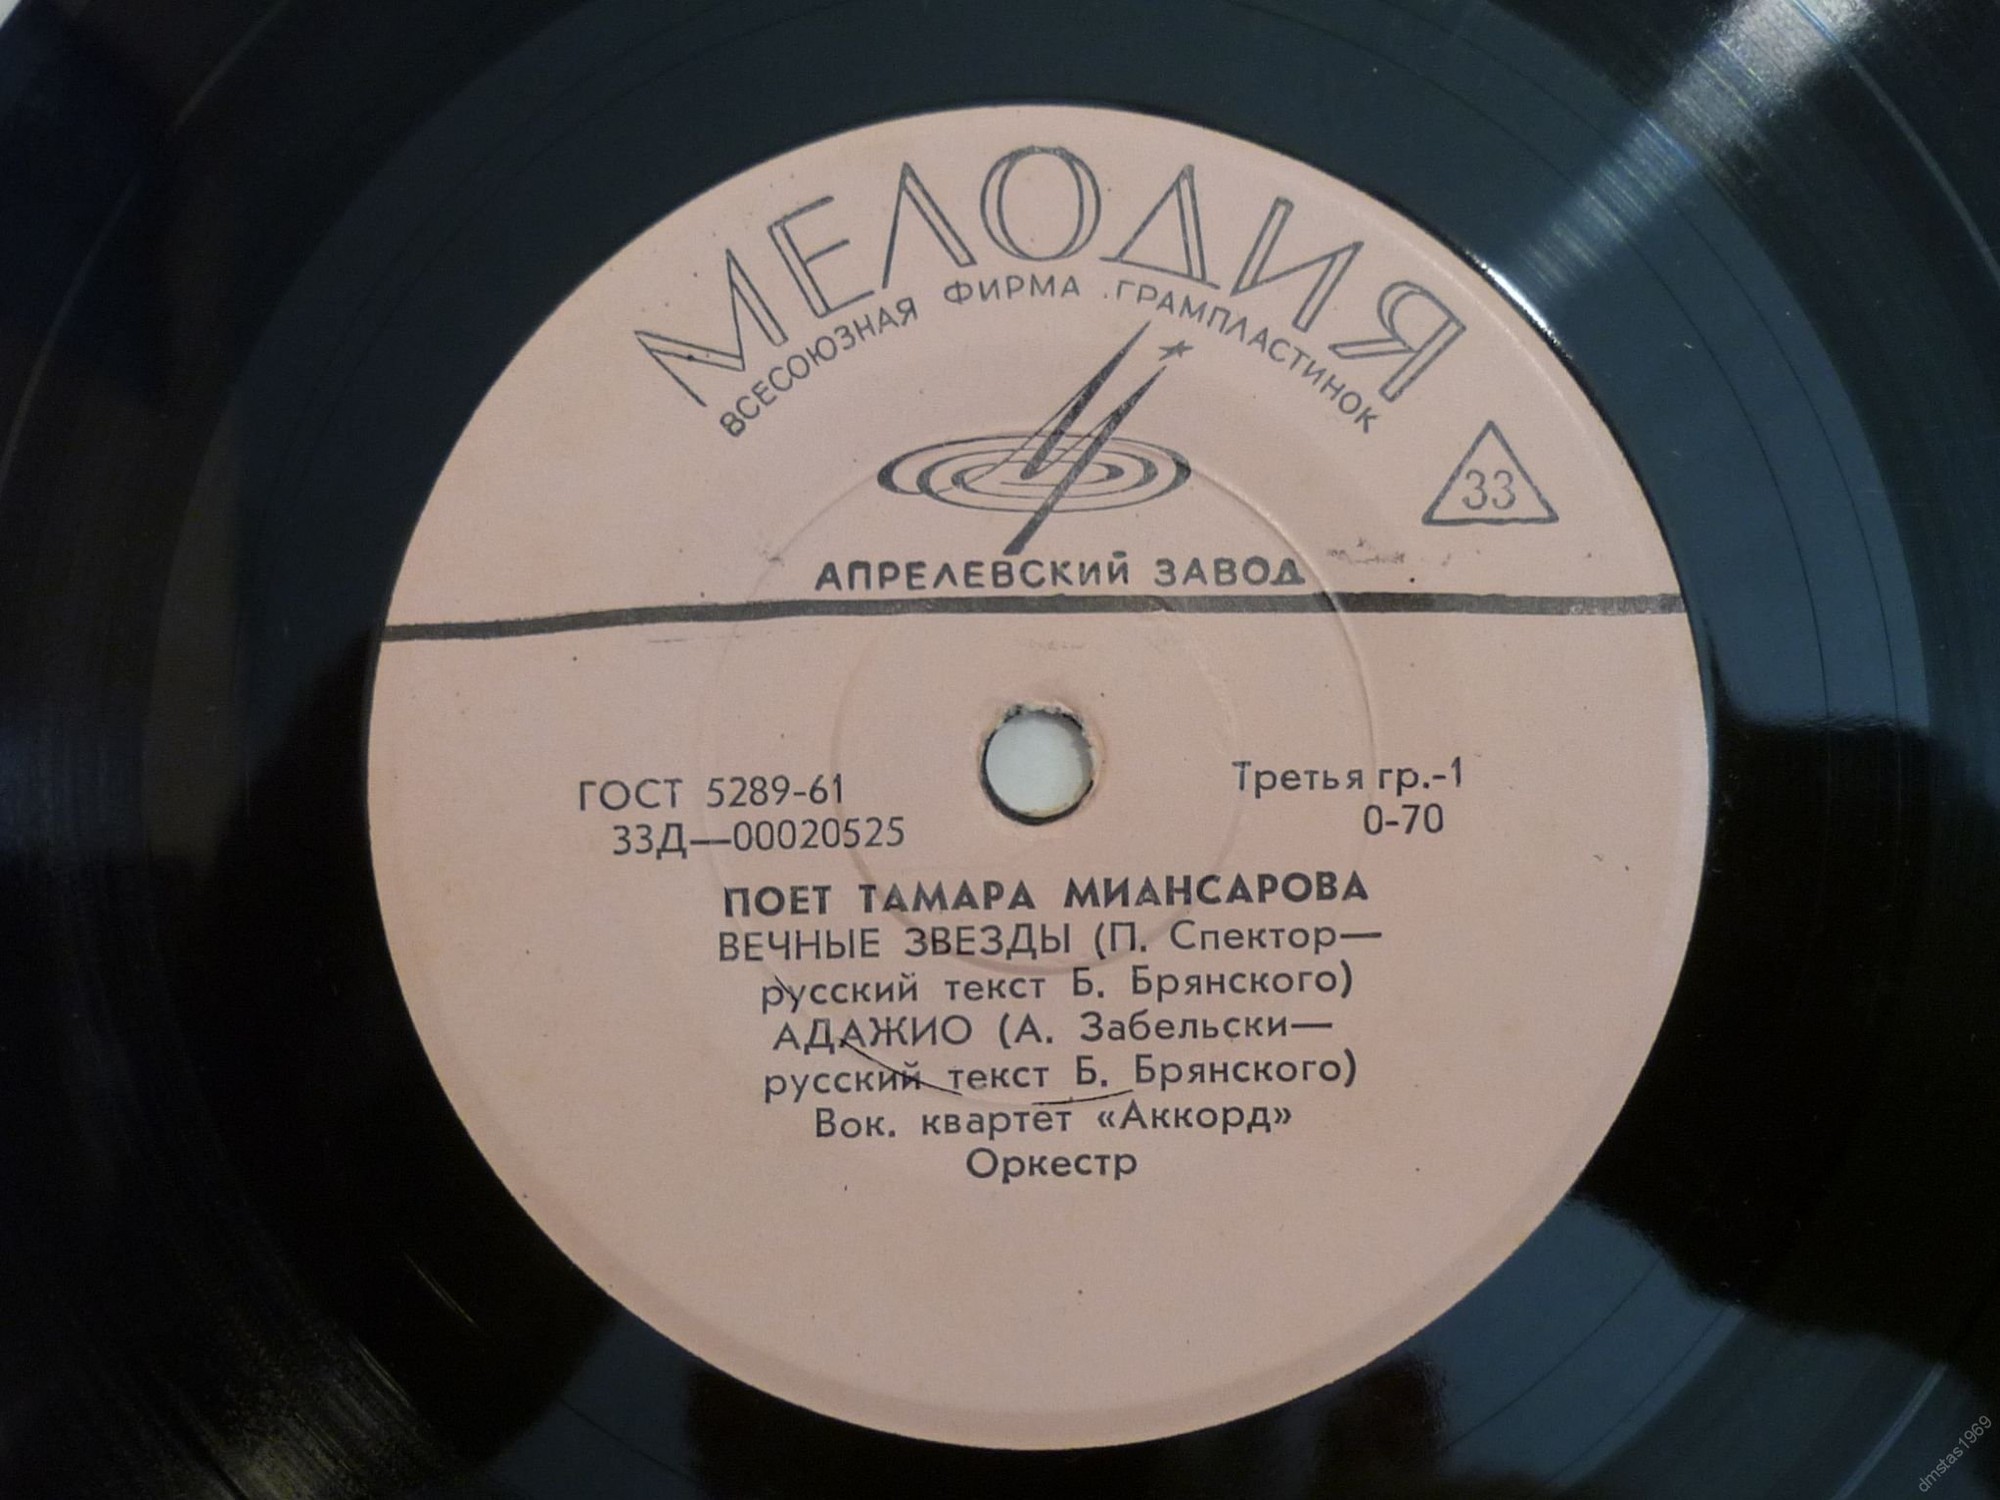 МЕЛОДИЯ
ВСЕСОЮЗНАЯ ФИРМА ГРАМПЛАСТИНОК
33
АПРЕЛЕВСКИЙ ЗАВОД
ГОСТ 5289-61
Третья гр.-1
33Д—00020525
0-70
ПОЕТ ТАМАРА МИАНСАРОВА
ВЕЧНЫЕ ЗВЕЗДЫ (П. Спектор—
русский текст Б. Брянского)
АДАЖИО (А. Забельски—
русский текст Б. Брянского)
Вок. квартет «Аккорд»
Оркестр
dmstas1969